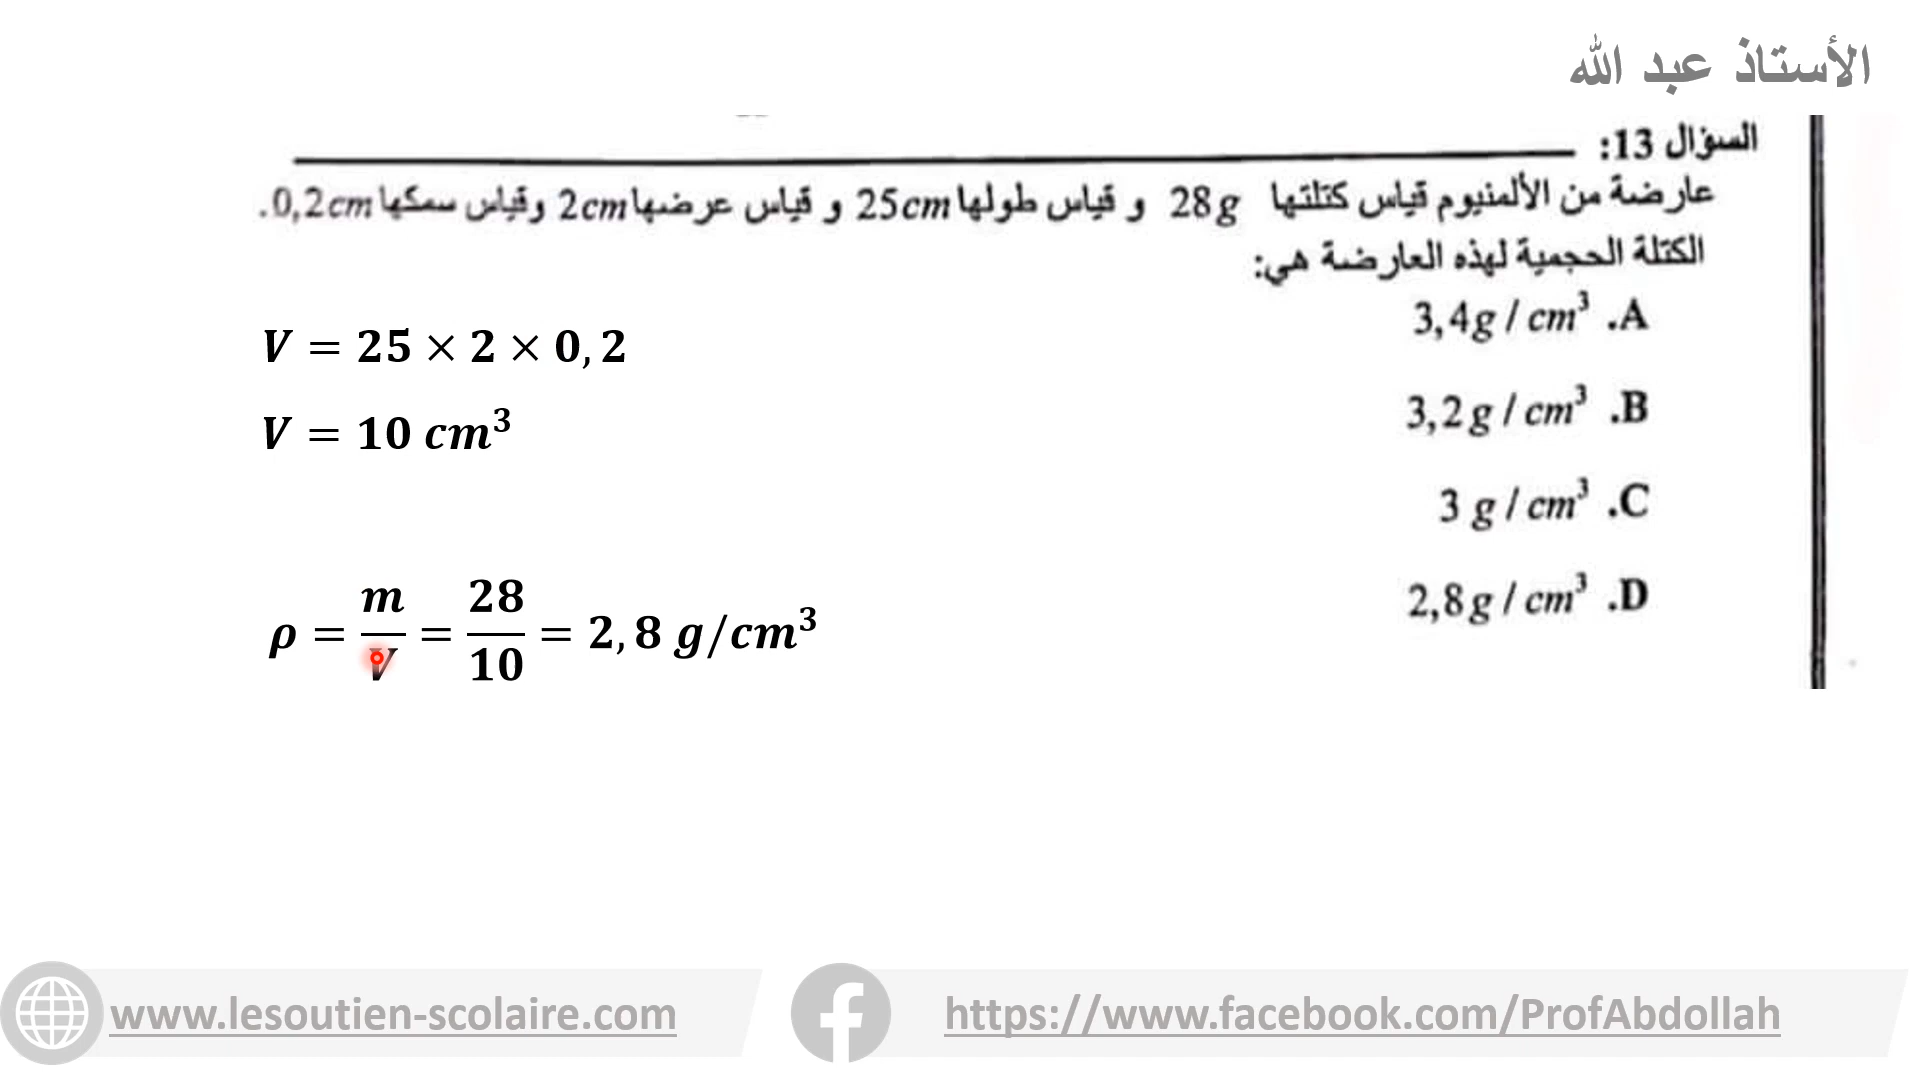 الأستاذ عبد الله
السؤال 13:
عارضة من الألمنيوم قياس كتلتها 28g و قياس طولها 25cm و قياس عرضها 2cm وقياس سمكها 0,2cm.
الكتلة الحجمية لهذه العارضة هي:
A. 3,4g / cm³
B. 3,2g / cm³
C. 3 g / cm³
D. 2,8g / cm³
V = 25 × 2 × 0,2
V = 10 cm³
ρ = m/V = 28/10 = 2,8 g/cm³
www.lesoutien-scolaire.com
https://www.facebook.com/ProfAbdollah